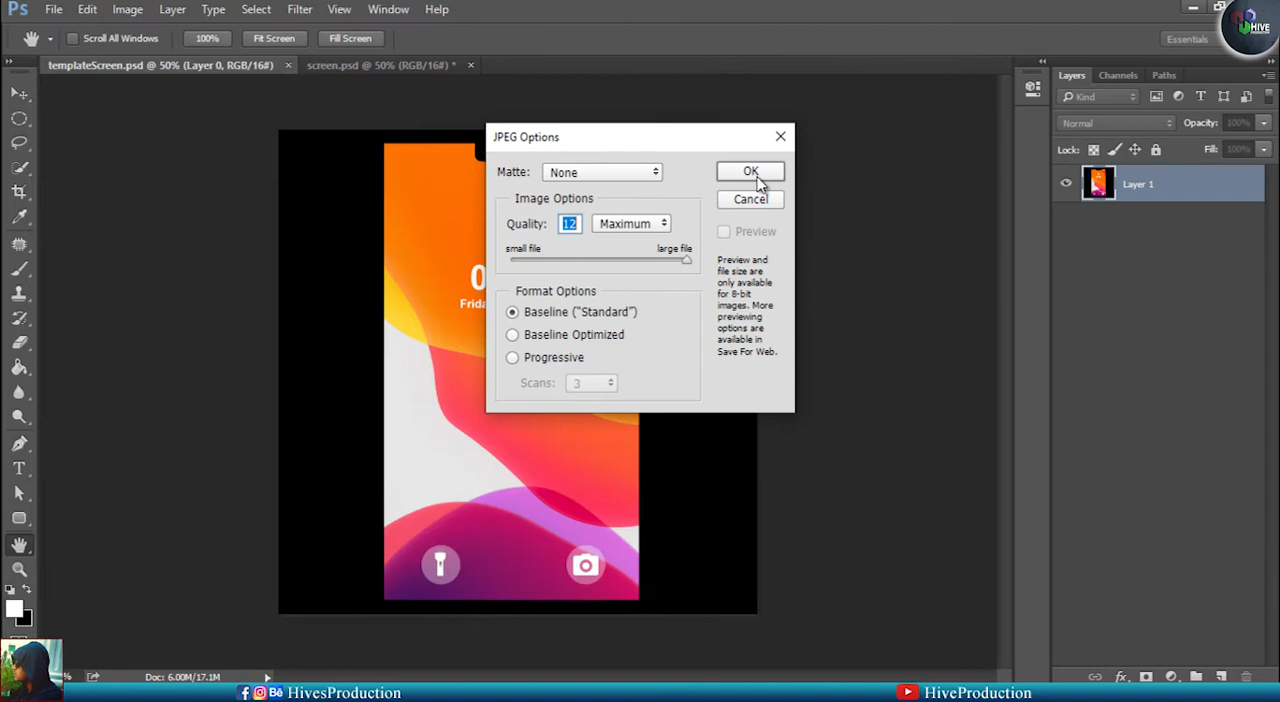 Ps File Edit Image Layer Type Select Filter View Window Help
HIVE
Scroll All Windows 100% Fit Screen Fill Screen Essentials
templateScreen.psd @ 50% (Layer 0, RGB/16#) × screen.psd @ 50% (RGB/16#) * ×
Layers Channels Paths
Kind
Normal Opacity: 100%
Lock: Fill: 100%
Layer 1
JPEG Options
Matte: None OK
Image Options Cancel
Quality: 12 Maximum
Preview
small file large file
Preview and
file size are
only available
for 8-bit
images. More
previewing
options are
available in
Save For Web.
Format Options
Baseline ("Standard")
Baseline Optimized
Progressive
Scans: 3
0
Frida
T
% Doc: 6.00M/17.1M
fx
HivesProduction HiveProduction